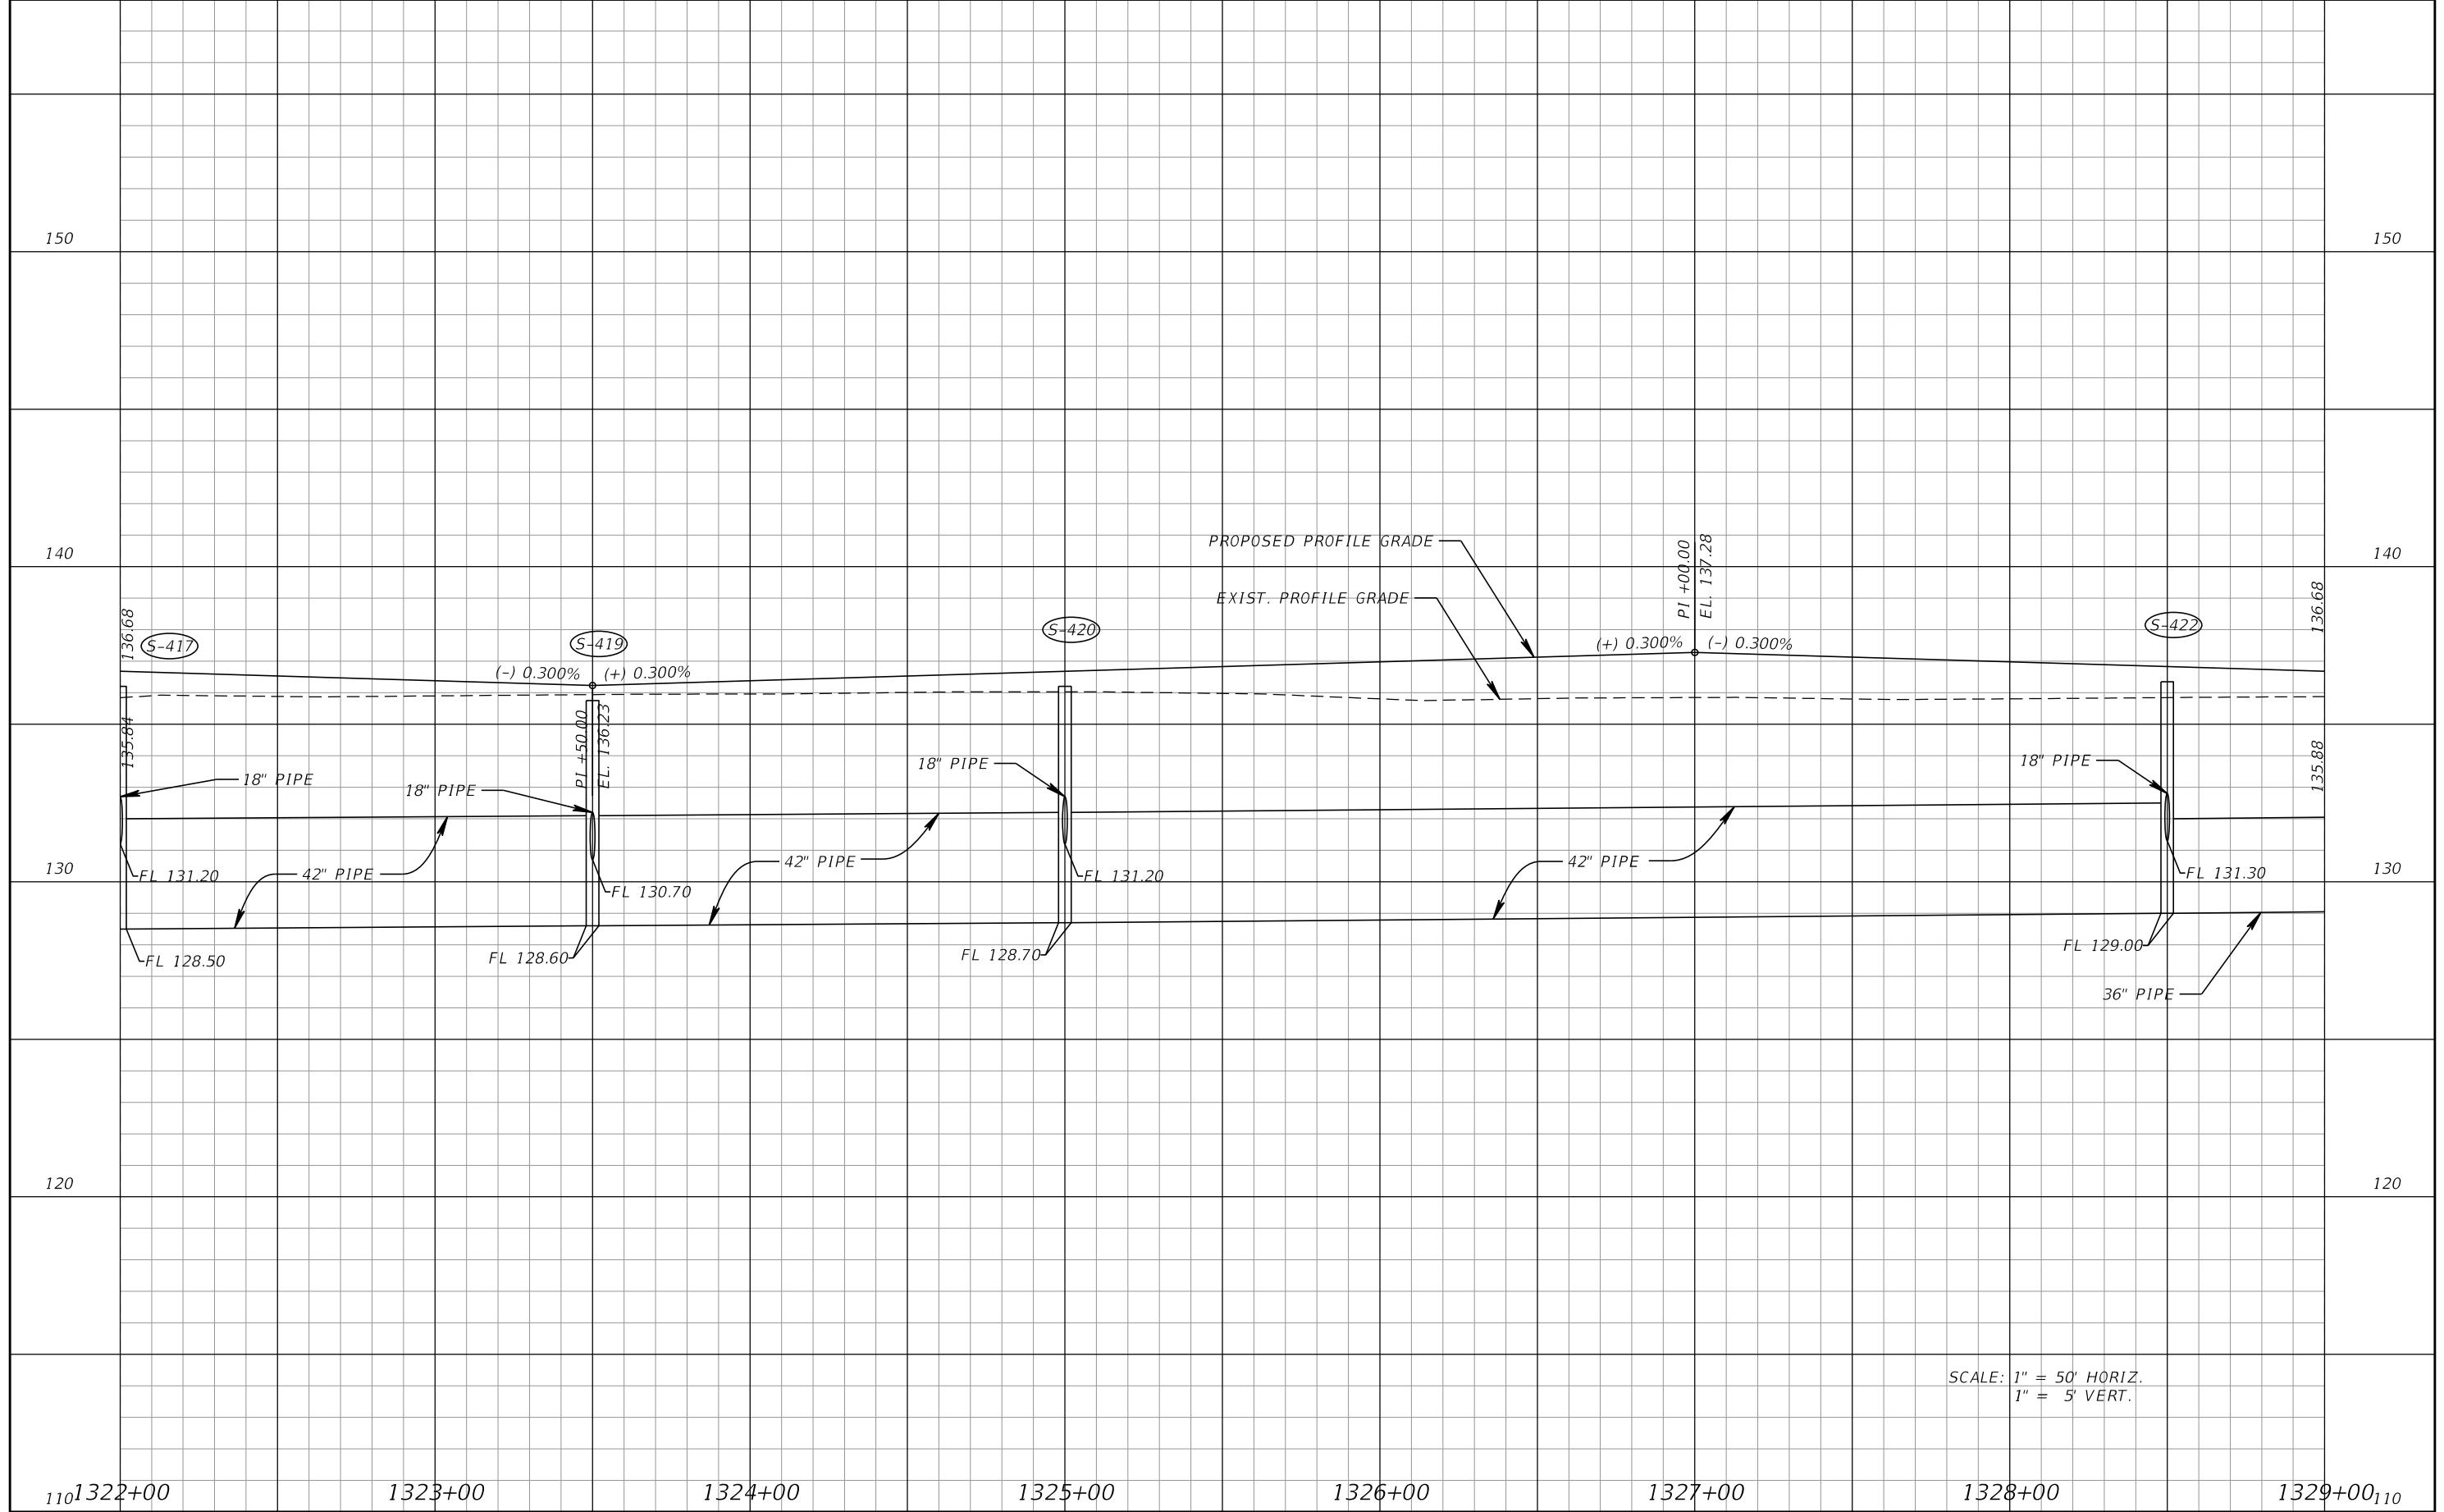 150
150
140
140
PROPOSED PROFILE GRADE
EXIST. PROFILE GRADE
PI +00.00
EL. 137.28
136.68
S-417
S-419
S-420
S-422
136.68
(-) 0.300%
(+) 0.300%
(+) 0.300%
(-) 0.300%
135.84
PI +50.00
EL. 136.23
135.88
18" PIPE
18" PIPE
18" PIPE
18" PIPE
130
FL 131.20
42" PIPE
FL 130.70
42" PIPE
FL 131.20
42" PIPE
FL 131.30
130
FL 128.50
FL 128.60
FL 128.70
FL 129.00
36" PIPE
120
120
SCALE: 1" = 50' HORIZ.
1" = 5' VERT.
110
1322+00
1323+00
1324+00
1325+00
1326+00
1327+00
1328+00
1329+00
110